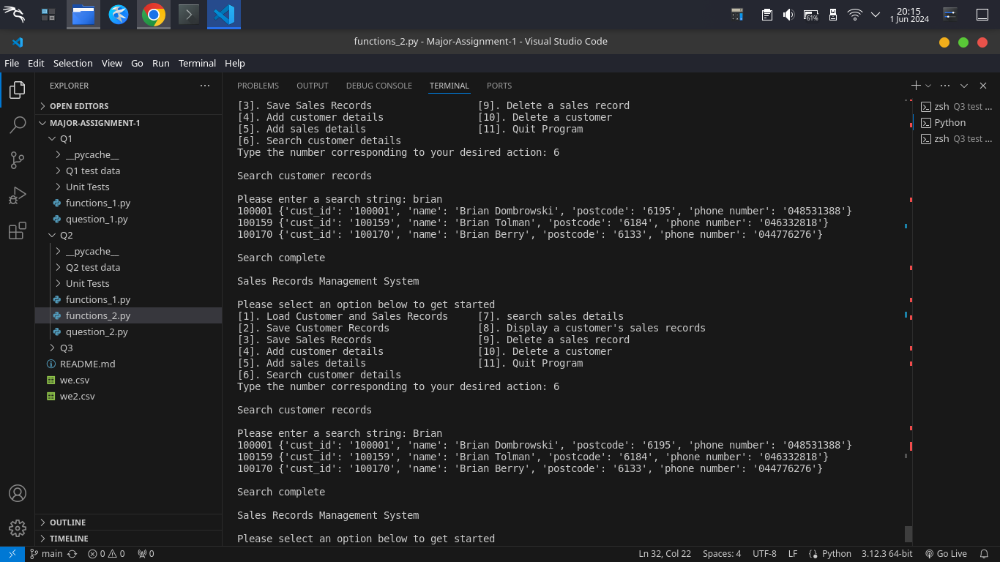 61%
20:15
1 Jun 2024
functions_2.py - Major-Assignment-1 - Visual Studio Code
File Edit Selection View Go Run Terminal Help
EXPLORER
OPEN EDITORS
MAJOR-ASSIGNMENT-1
Q1
__pycache__
Q1 test data
Unit Tests
functions_1.py
question_1.py
Q2
__pycache__
Q2 test data
Unit Tests
functions_1.py
functions_2.py
question_2.py
Q3
README.md
we.csv
we2.csv
OUTLINE
TIMELINE
PROBLEMS OUTPUT DEBUG CONSOLE TERMINAL PORTS
[3]. Save Sales Records [9]. Delete a sales record
[4]. Add customer details [10]. Delete a customer
[5]. Add sales details [11]. Quit Program
[6]. Search customer details
Type the number corresponding to your desired action: 6
Search customer records
Please enter a search string: brian
100001 {'cust_id': '100001', 'name': 'Brian Dombrowski', 'postcode': '6195', 'phone number': '048531388'}
100159 {'cust_id': '100159', 'name': 'Brian Tolman', 'postcode': '6184', 'phone number': '046332818'}
100170 {'cust_id': '100170', 'name': 'Brian Berry', 'postcode': '6133', 'phone number': '044776276'}
Search complete
Sales Records Management System
Please select an option below to get started
[1]. Load Customer and Sales Records [7]. search sales details
[2]. Save Customer Records [8]. Display a customer's sales records
[3]. Save Sales Records [9]. Delete a sales record
[4]. Add customer details [10]. Delete a customer
[5]. Add sales details [11]. Quit Program
[6]. Search customer details
Type the number corresponding to your desired action: 6
Search customer records
Please enter a search string: Brian
100001 {'cust_id': '100001', 'name': 'Brian Dombrowski', 'postcode': '6195', 'phone number': '048531388'}
100159 {'cust_id': '100159', 'name': 'Brian Tolman', 'postcode': '6184', 'phone number': '046332818'}
100170 {'cust_id': '100170', 'name': 'Brian Berry', 'postcode': '6133', 'phone number': '044776276'}
Search complete
Sales Records Management System
Please select an option below to get started
zsh Q3 test ...
Python
zsh Q3 test ...
main 0 0 0 Ln 32, Col 22 Spaces: 4 UTF-8 LF Python 3.12.3 64-bit Go Live